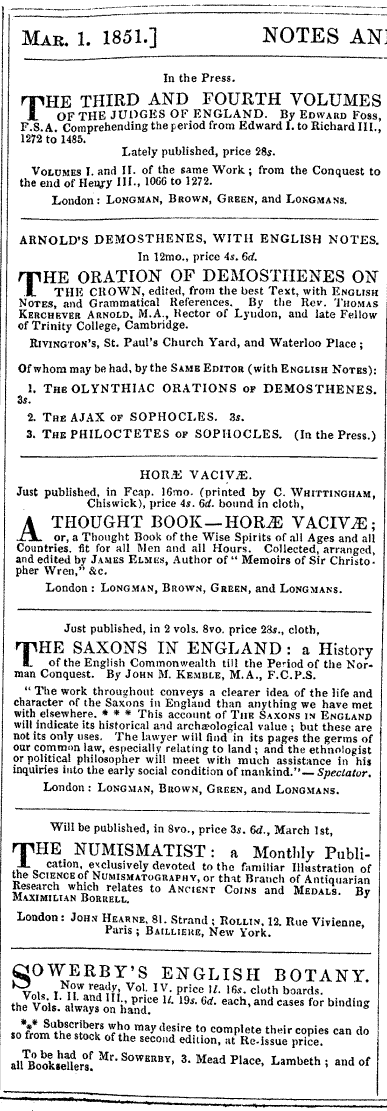 MAR. 1. 1851.] NOTES AN
In the Press.
THE THIRD AND FOURTH VOLUMES
OF THE JUDGES OF ENGLAND. By EDWARD FOSS,
F.S.A. Comprehending the period from Edward I. to Richard III.,
1272 to 1485.
Lately published, price 28s.
VOLUMES I. and II. of the same Work; from the Conquest to
the end of Henry III., 1066 to 1272.
London: LONGMAN, BROWN, GREEN, and LONGMANS.
ARNOLD'S DEMOSTHENES, WITH ENGLISH NOTES.
In 12mo., price 4s. 6d.
THE ORATION OF DEMOSTHENES ON
THE CROWN, edited, from the best Text, with ENGLISH
NOTES, and Grammatical References. By the Rev. THOMAS
KERCHEVER ARNOLD, M.A., Rector of Lyndon, and late Fellow
of Trinity College, Cambridge.
RIVINGTON'S, St. Paul's Church Yard, and Waterloo Place;
Of whom may be had, by the SAME EDITOR (with ENGLISH NOTES):
1. THE OLYNTHIAC ORATIONS OF DEMOSTHENES.
3s.
2. THE AJAX OF SOPHOCLES. 3s.
3. THE PHILOCTETES OF SOPHOCLES. (In the Press.)
HORÆ VACIVÆ.
Just published, in Fcap. 16mo. (printed by C. WHITTINGHAM,
Chiswick), price 4s. 6d. bound in cloth,
A THOUGHT BOOK—HORÆ VACIVÆ;
or, a Thought Book of the Wise Spirits of all Ages and all
Countries. fit for all Men and all Hours. Collected, arranged,
and edited by JAMES ELMES, Author of "Memoirs of Sir Christo-
pher Wren," &c.
London: LONGMAN, BROWN, GREEN, and LONGMANS.
Just published, in 2 vols. 8vo. price 28s., cloth,
THE SAXONS IN ENGLAND: a History
of the English Commonwealth till the Period of the Nor-
man Conquest. By JOHN M. KEMBLE, M.A., F.C.P.S.
"The work throughout conveys a clearer idea of the life and
character of the Saxons in England than anything we have met
with elsewhere. * * * This account of THE SAXONS IN ENGLAND
will indicate its historical and archæological value; but these are
not its only uses. The lawyer will find in its pages the germs of
our common law, especially relating to land; and the ethnologist
or political philosopher will meet with much assistance in his
inquiries into the early social condition of mankind."—Spectator.
London: LONGMAN, BROWN, GREEN, and LONGMANS.
Will be published, in 8vo., price 3s. 6d., March 1st,
THE NUMISMATIST: a Monthly Publi-
cation, exclusively devoted to the familiar Illustration of
the SCIENCE OF NUMISMATOGRAPHY, or that Branch of Antiquarian
Research which relates to ANCIENT COINS and MEDALS. By
MAXIMILIAN BORRELL.
London: JOHN HEARNE, 81. Strand; ROLLIN, 12. Rue Vivienne,
Paris; BAILLIERE, New York.
SOWERBY'S ENGLISH BOTANY.
Now ready, Vol. IV. price 1l. 16s. cloth boards.
Vols. I. II. and III., price 1l. 19s. 6d. each, and cases for binding
the Vols. always on hand.
*** Subscribers who may desire to complete their copies can do
so from the stock of the second edition, at Re-issue price.
To be had of Mr. SOWERBY, 3. Mead Place, Lambeth; and of
all Booksellers.